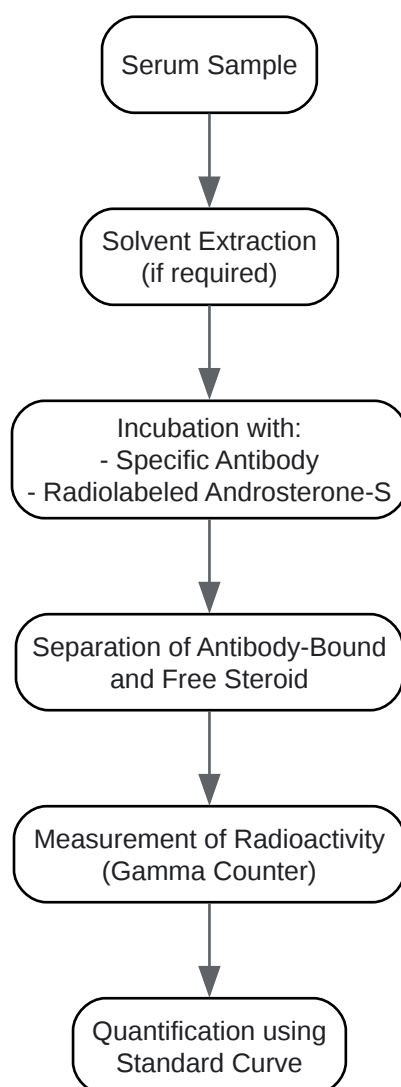 Serum Sample
Solvent Extraction
(if required)
Incubation with:
- Specific Antibody
- Radiolabeled Androsterone-S
Separation of Antibody-Bound
and Free Steroid
Measurement of Radioactivity
(Gamma Counter)
Quantification using
Standard Curve